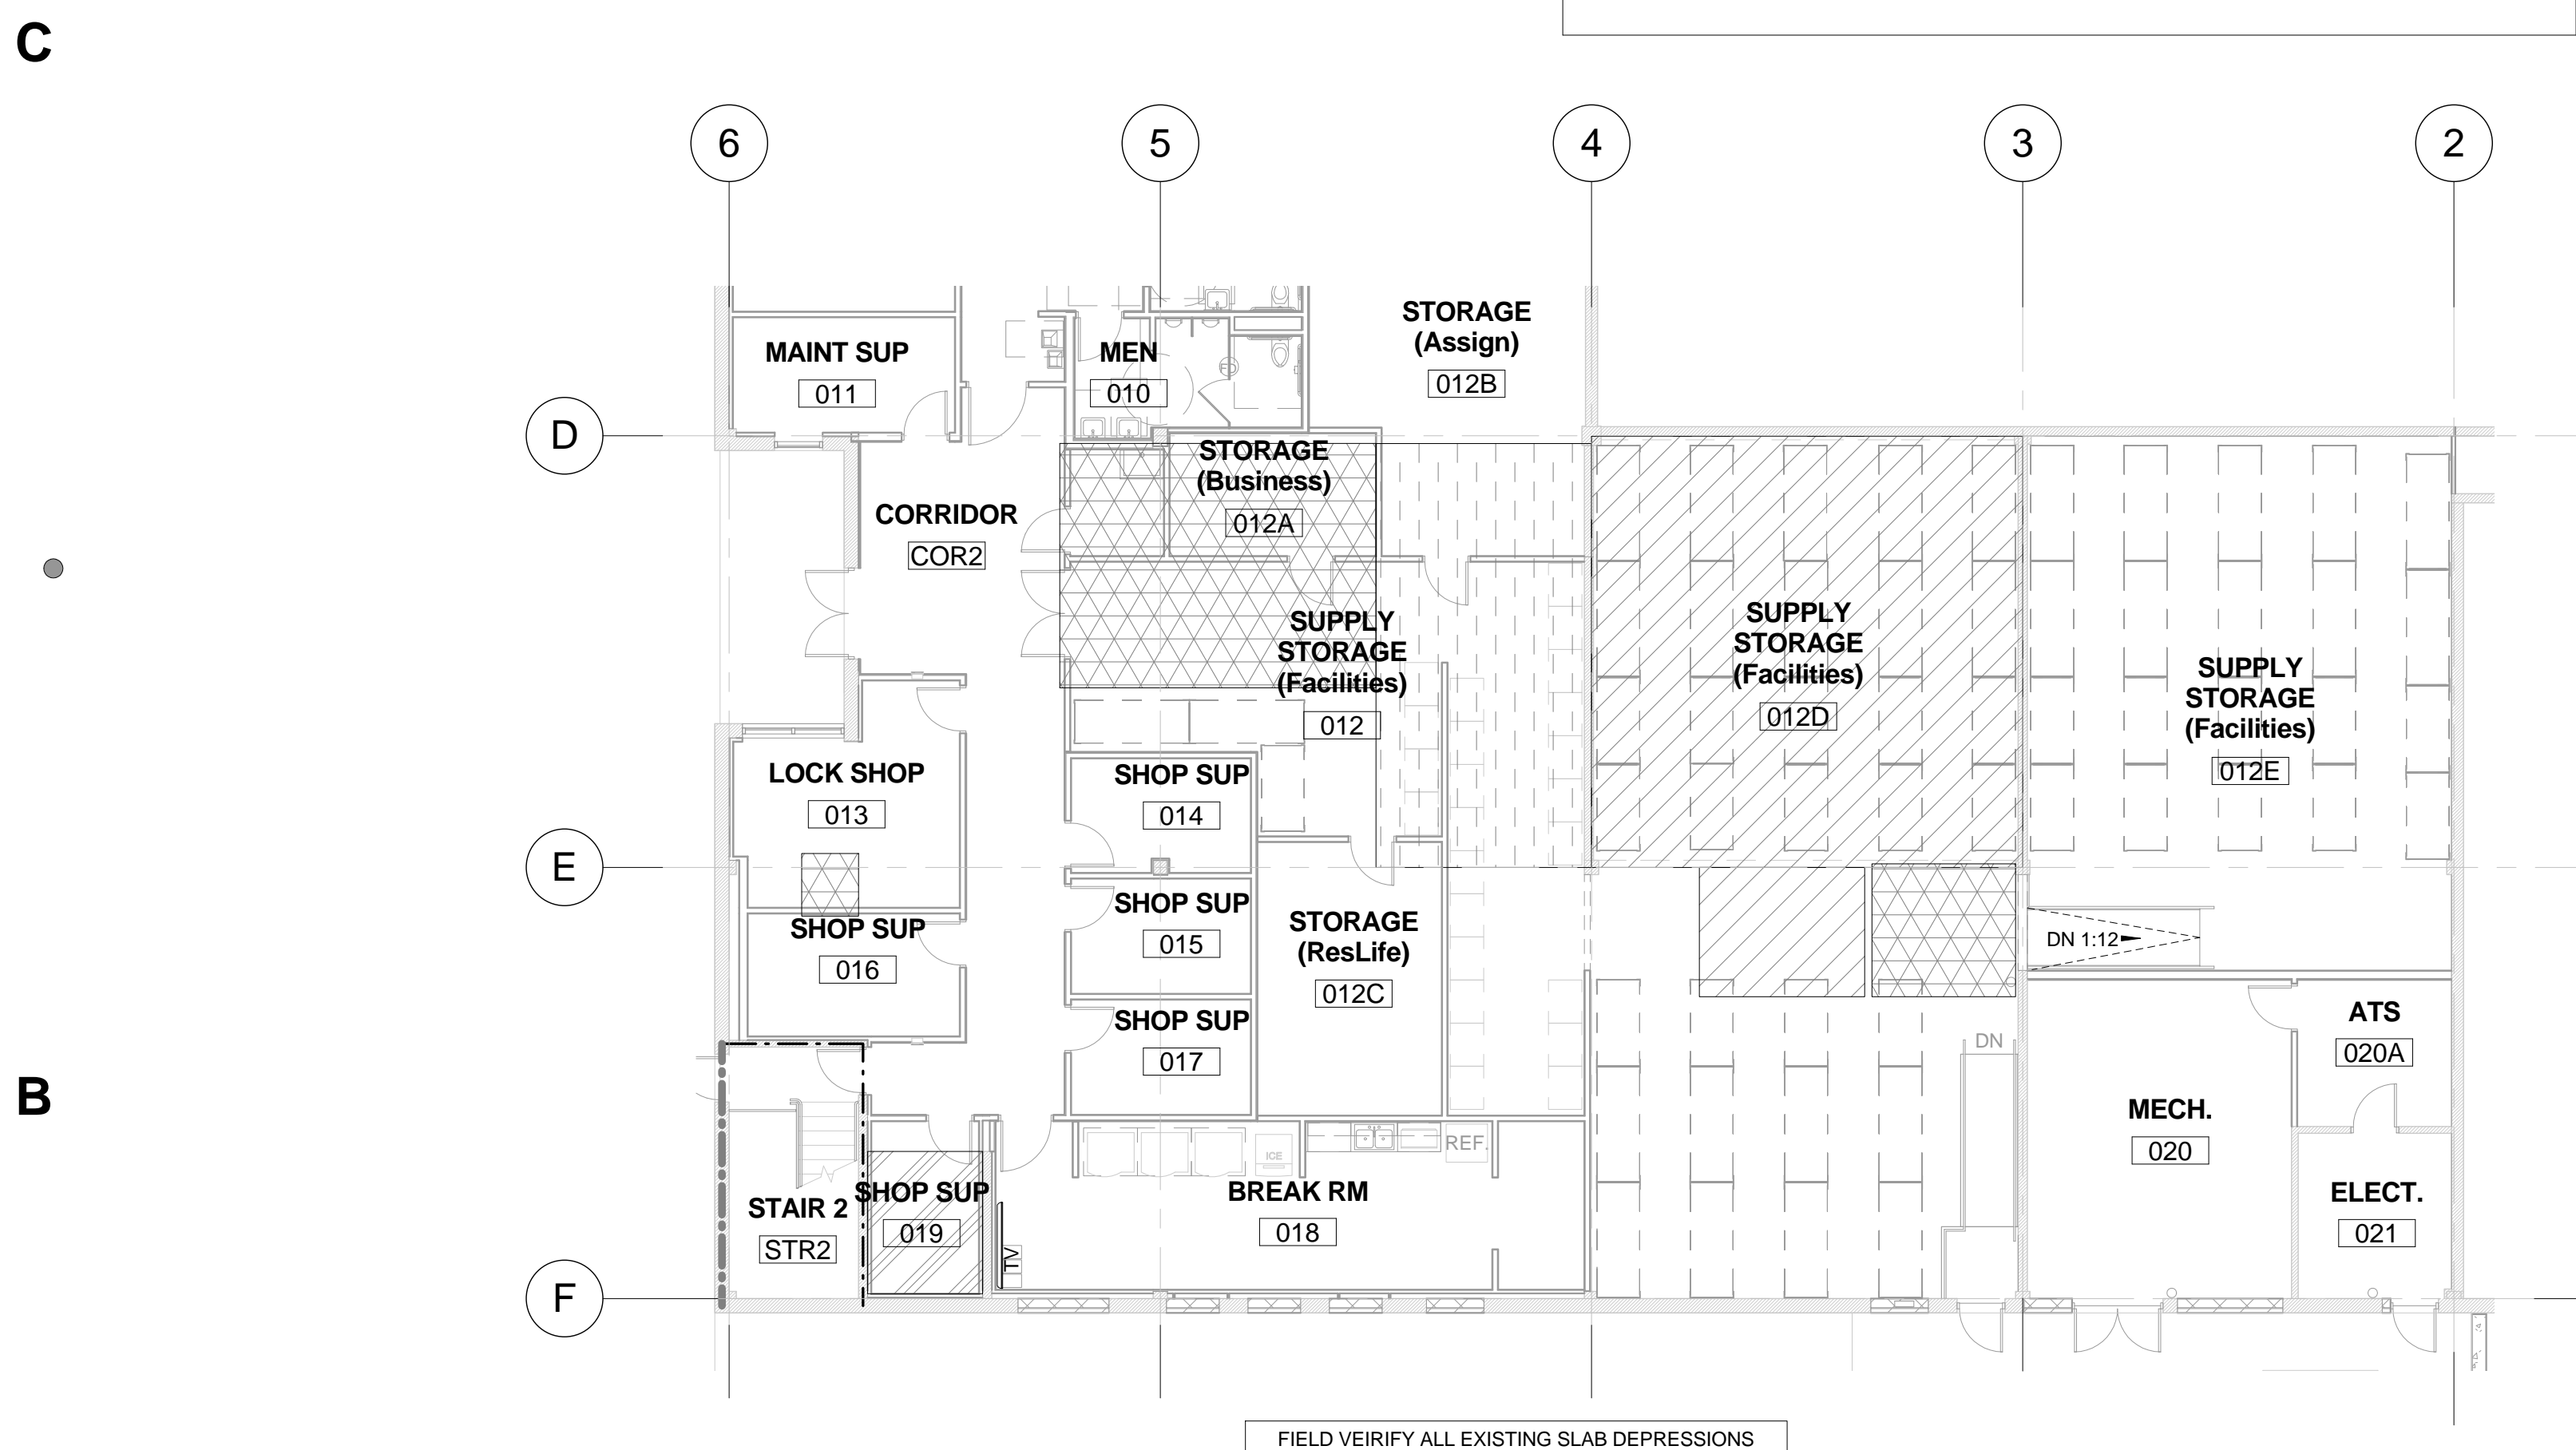 C
6
5
4
3
2
STORAGE
(Assign)
012B
MAINT SUP
011
MEN
010
FD
D
STORAGE
(Business)
012A
CORRIDOR
COR2
SUPPLY
STORAGE
(Facilities)
012
SUPPLY
STORAGE
(Facilities)
012D
SUPPLY
STORAGE
(Facilities)
012E
LOCK SHOP
013
SHOP SUP
014
E
SHOP SUP
015
SHOP SUP
016
STORAGE
(ResLife)
012C
DN 1:12
SHOP SUP
017
DN
ATS
020A
B
MECH.
020
REF.
ICE
STAIR 2
STR2
SHOP SUP
019
TV
BREAK RM
018
ELECT.
021
F
FIELD VEIRIFY ALL EXISTING SLAB DEPRESSIONS